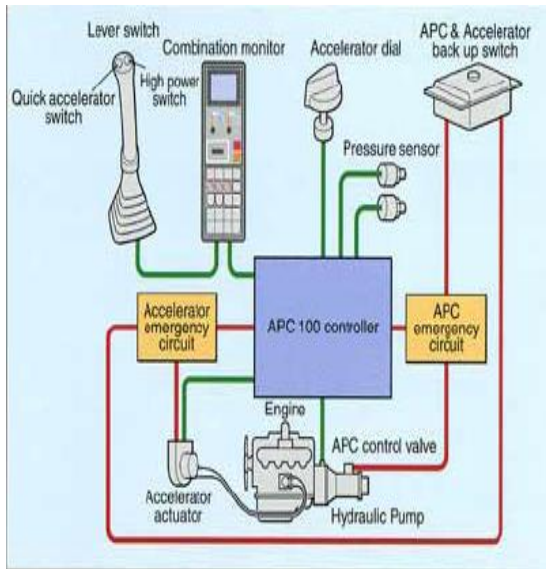 Lever switch
Combination monitor
Accelerator dial
APC & Accelerator
back up switch
Quick accelerator
switch
High power
switch
Pressure sensor
Accelerator
emergency
circuit
APC 100 controller
APC
emergency
circuit
Engine
APC control valve
Accelerator
actuator
Hydraulic Pump